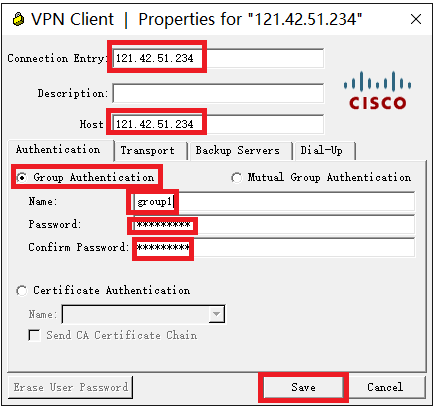 VPN Client | Properties for "121.42.51.234"
Connection Entry: 121.42.51.234
Description:
Host: 121.42.51.234
CISCO
Authentication Transport Backup Servers Dial-Up
Group Authentication Mutual Group Authentication
Name: group1
Password: *********
Confirm Password: *********
Certificate Authentication
Name:
Send CA Certificate Chain
Erase User Password Save Cancel